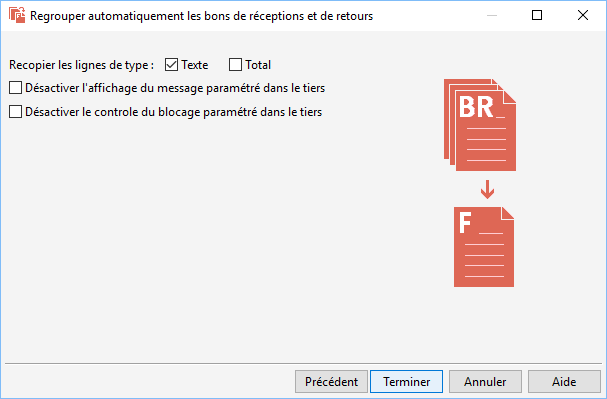 Regrouper automatiquement les bons de réceptions et de retours
Recopier les lignes de type : Texte Total
Désactiver l'affichage du message paramétré dans le tiers
Désactiver le controle du blocage paramétré dans le tiers
BR
F
Précédent Terminer Annuler Aide